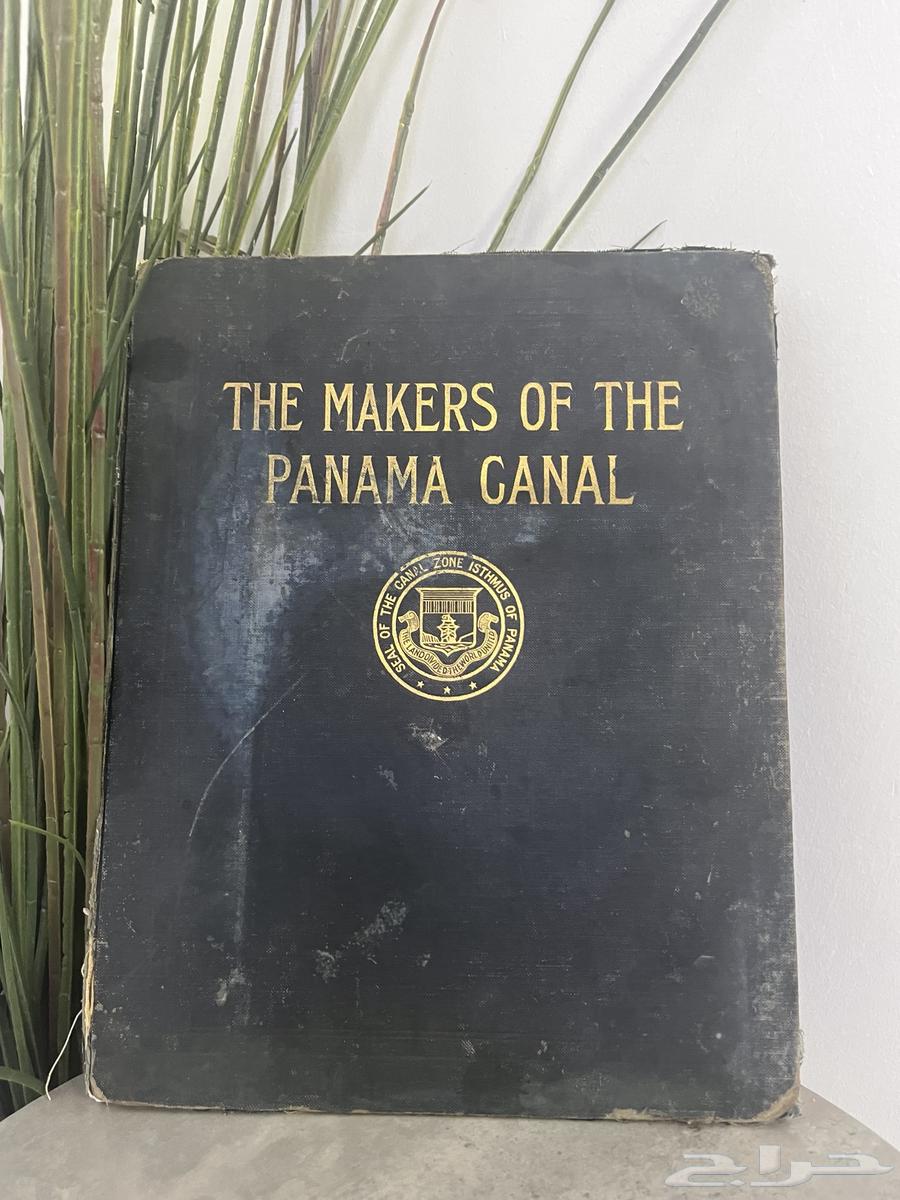 THE MAKERS OF THE
PANAMA CANAL
SEAL OF THE CANAL ZONE ISTHMUS OF PANAMA
THE LAND DIVIDED · THE WORLD UNITED
حراج